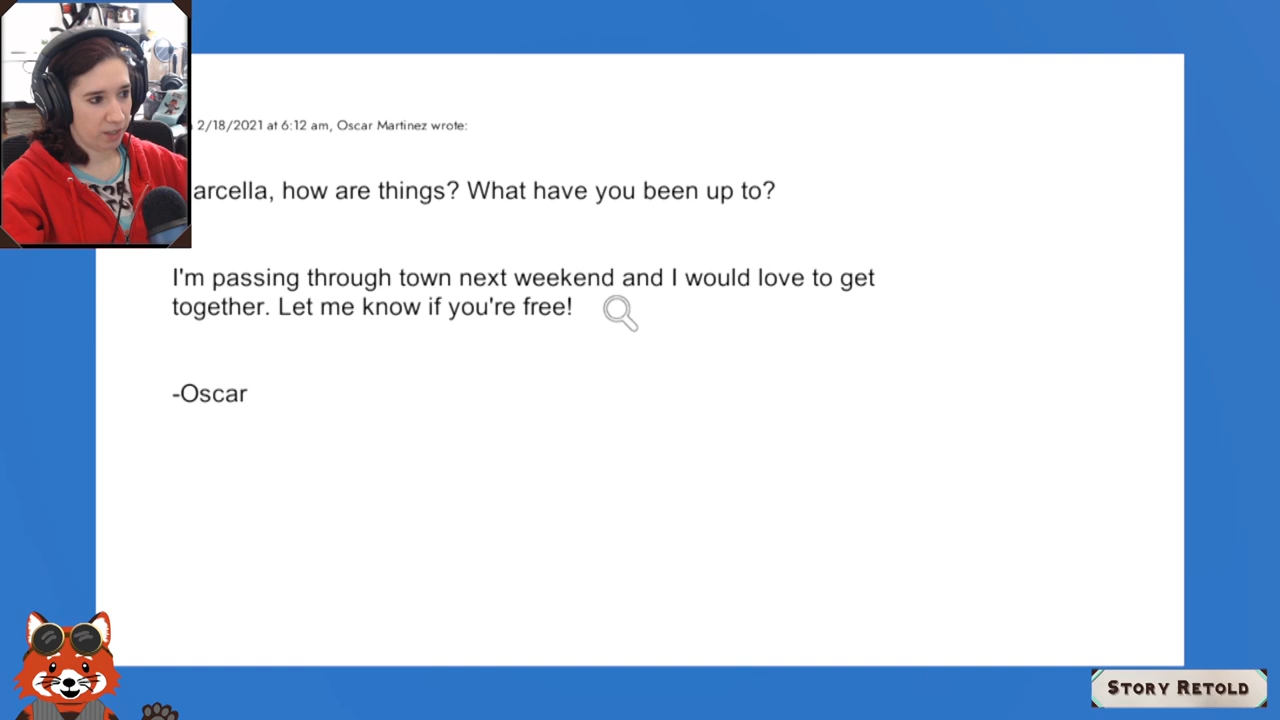 2/18/2021 at 6:12 am, Oscar Martinez wrote:
arcella, how are things? What have you been up to?
I'm passing through town next weekend and I would love to get
together. Let me know if you're free!
-Oscar
STORY RETOLD